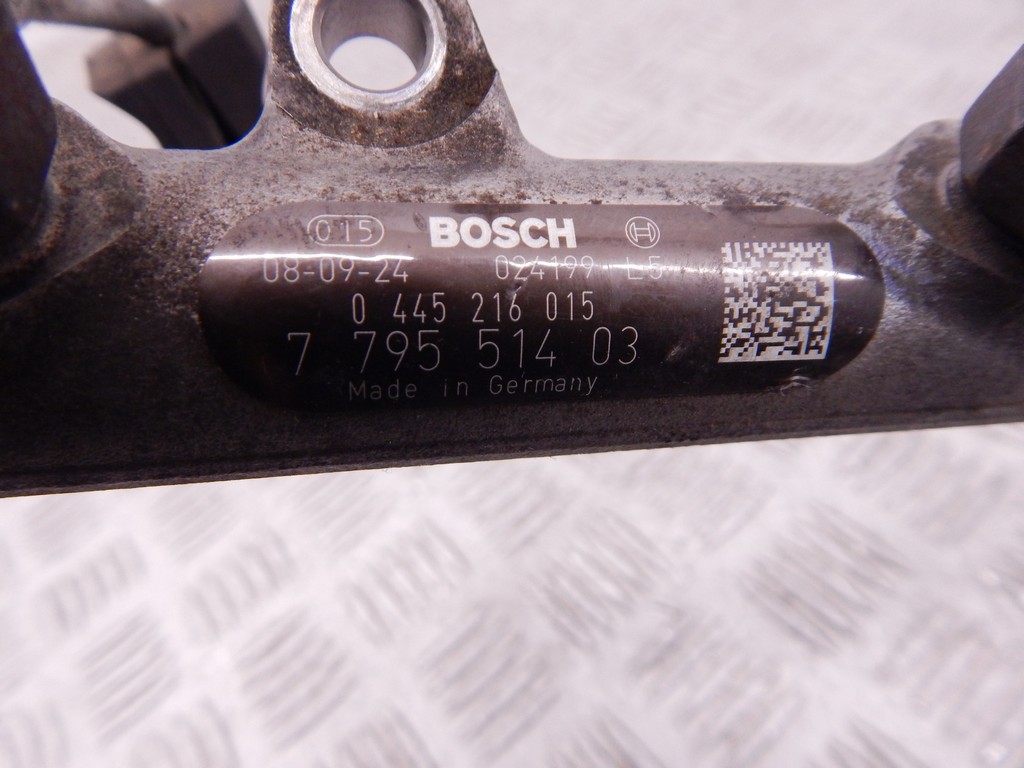 015 BOSCH
08-09-24 024199 L5
0 445 216 015
7 795 514 03
Made in Germany